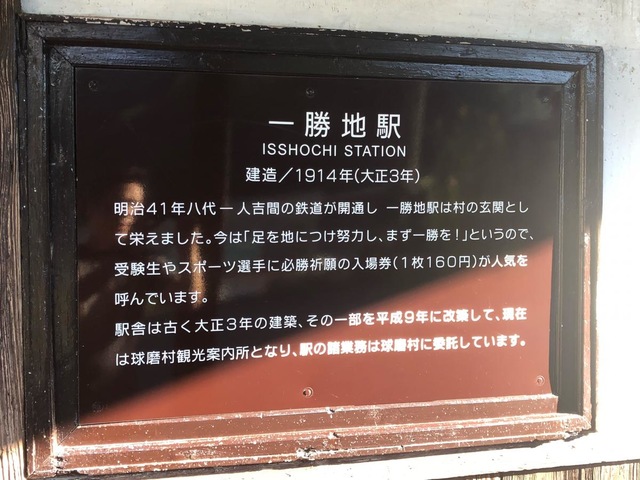 一勝地駅
ISSHOCHI STATION
建造／1914年(大正3年)
明治41年八代－人吉間の鉄道が開通し 一勝地駅は村の玄関とし
て栄えました。今は「足を地につけ努力し、まず一勝を！」というので、
受験生やスポーツ選手に必勝祈願の入場券(1枚160円)が人気を
呼んでいます。
駅舎は古く大正3年の建築、その一部を平成9年に改築して、現在
は球磨村観光案内所となり、駅の諸業務は球磨村に委託しています。